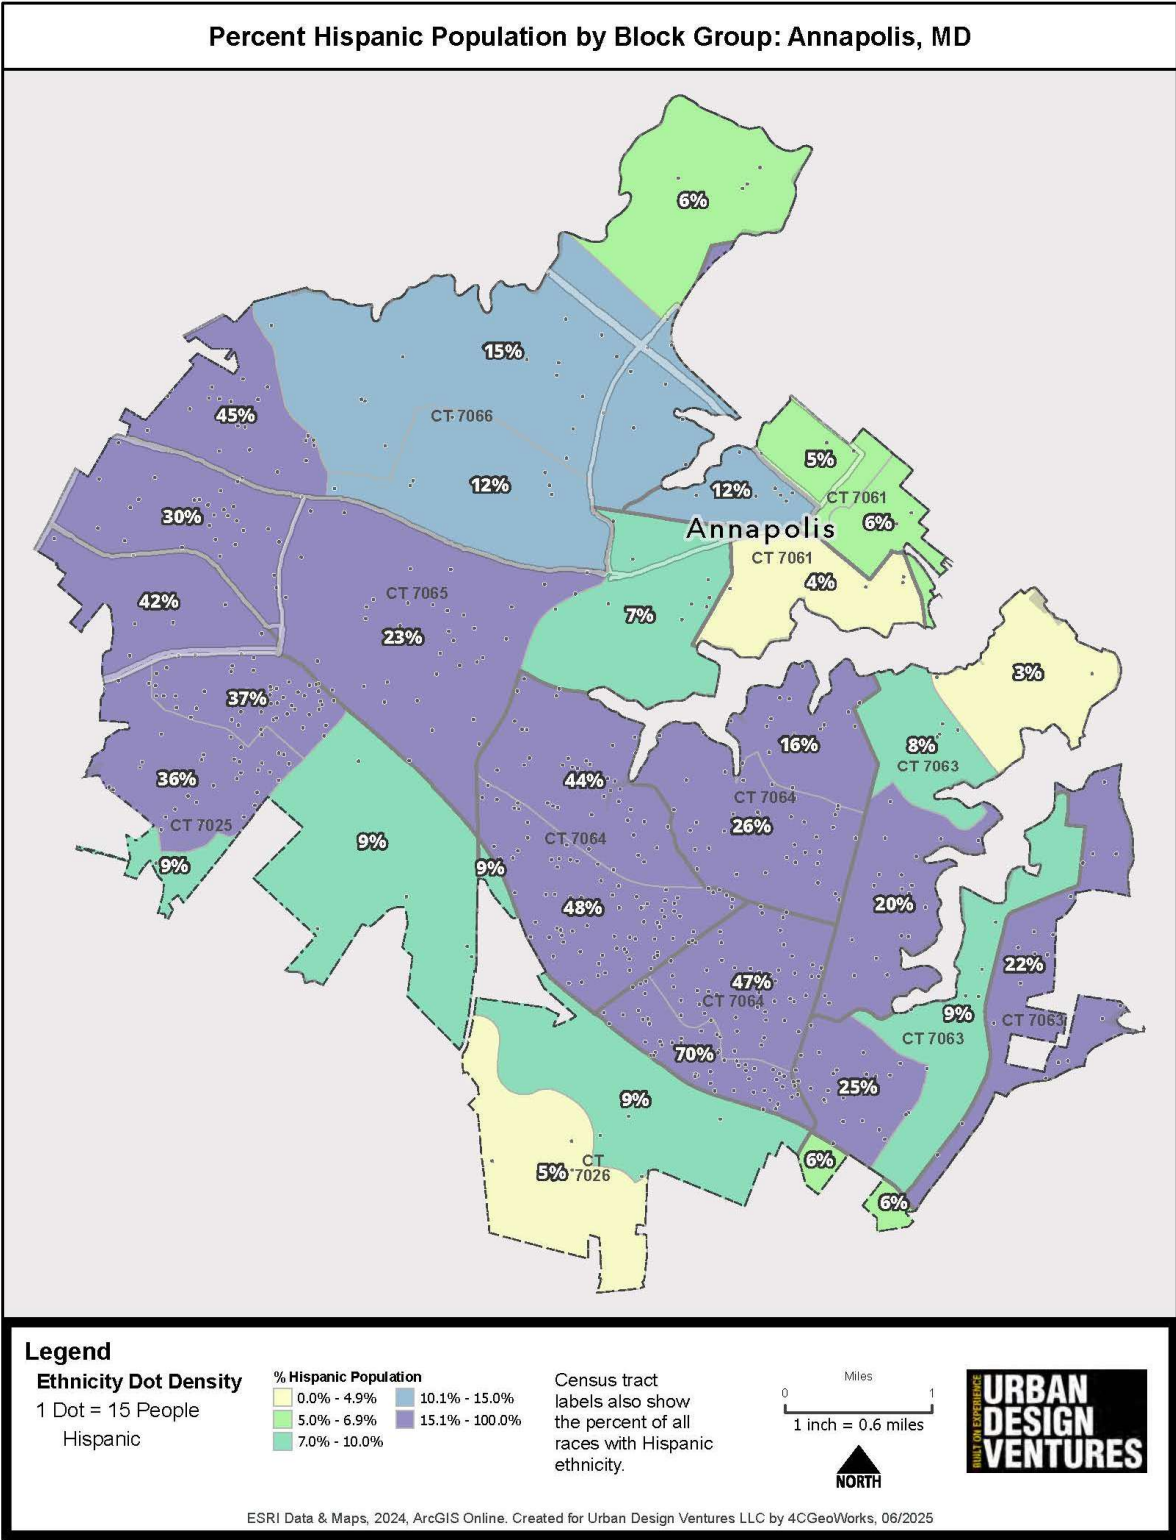 Percent Hispanic Population by Block Group: Annapolis, MD
6%
15%
45%
CT 7066
5%
12%
12%
CT 7061
30%
6%
Annapolis
CT 7061
4%
CT 7065
42%
7%
23%
3%
37%
16%
8%
CT 7063
36%
44%
CT 7064
26%
CT 7025
CT 7064
9%
9%
9%
48%
20%
22%
47%
CT 7064
9%
CT 7063
CT 7063
70%
25%
9%
5%
CT
7026
6%
6%
Legend
Ethnicity Dot Density
1 Dot = 15 People
Hispanic
% Hispanic Population
0.0% - 4.9%
5.0% - 6.9%
7.0% - 10.0%
10.1% - 15.0%
15.1% - 100.0%
Census tract
labels also show
the percent of all
races with Hispanic
ethnicity.
Miles
0 1
1 inch = 0.6 miles
NORTH
BUILT ON EXPERIENCE
URBAN
DESIGN
VENTURES
ESRI Data & Maps, 2024, ArcGIS Online. Created for Urban Design Ventures LLC by 4CGeoWorks, 06/2025